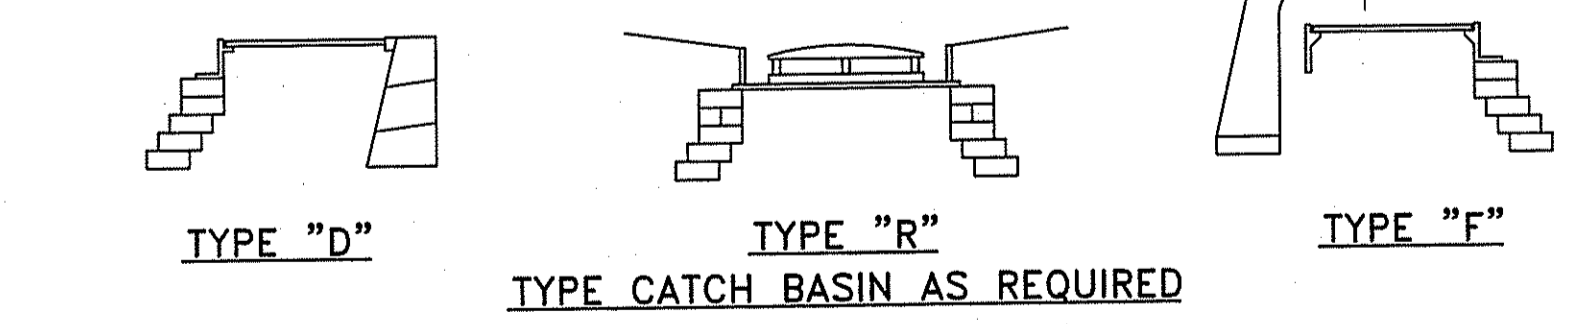 TYPE "D"
TYPE "R"
TYPE "F"
TYPE CATCH BASIN AS REQUIRED